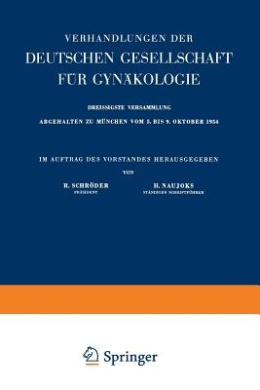 VERHANDLUNGEN DER
DEUTSCHEN GESELLSCHAFT
FÜR GYNÄKOLOGIE
DREISSIGSTE VERSAMMLUNG
ABGEHALTEN ZU MÜNCHEN VOM 5. BIS 9. OKTOBER 1954
IM AUFTRAG DES VORSTANDES HERAUSGEGEBEN
VON
R. SCHRÖDER H. NAUJOKS
PRÄSIDENT STÄNDIGER SCHRIFTFÜHRER
Springer